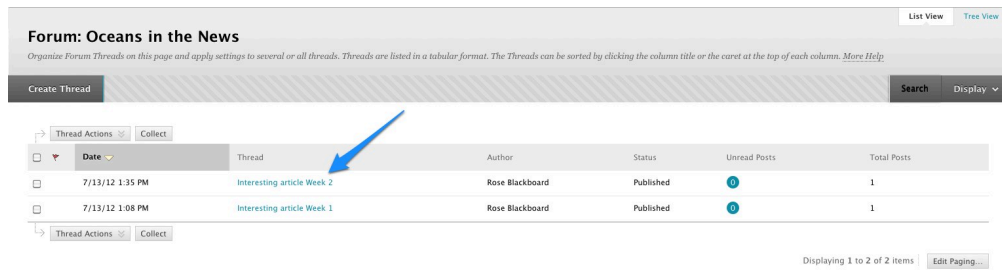 List View Tree View
Forum: Oceans in the News
Organize Forum Threads on this page and apply settings to several or all threads. Threads are listed in a tabular format. The Threads can be sorted by clicking the column title or the caret at the top of each column. More Help
Create Thread Search Display
Thread Actions Collect
Date Thread Author Status Unread Posts Total Posts
7/13/12 1:35 PM Interesting article Week 2 Rose Blackboard Published 0 1
7/13/12 1:08 PM Interesting article Week 1 Rose Blackboard Published 0 1
Thread Actions Collect
Displaying 1 to 2 of 2 items Edit Paging...